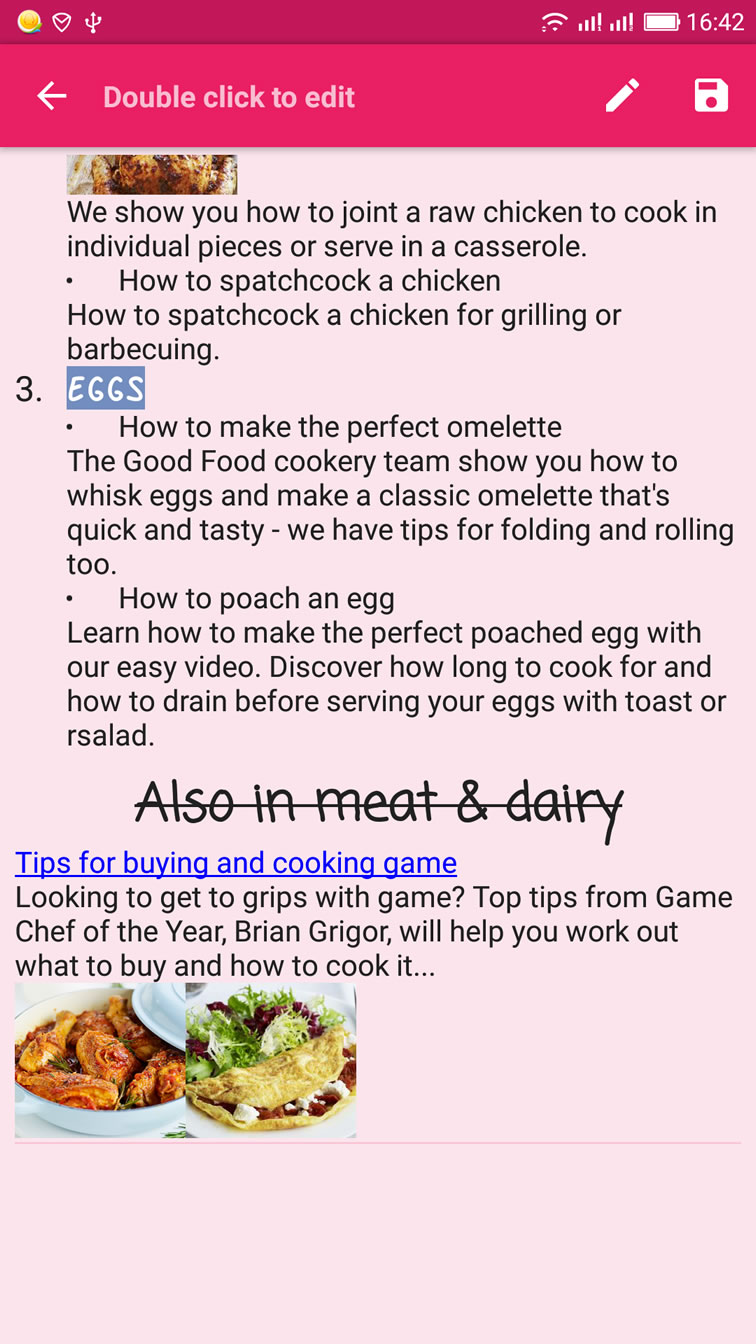 16:42
Double click to edit
We show you how to joint a raw chicken to cook in
individual pieces or serve in a casserole.
• How to spatchcock a chicken
How to spatchcock a chicken for grilling or
barbecuing.
3. EGGS
• How to make the perfect omelette
The Good Food cookery team show you how to
whisk eggs and make a classic omelette that's
quick and tasty - we have tips for folding and rolling
too.
• How to poach an egg
Learn how to make the perfect poached egg with
our easy video. Discover how long to cook for and
how to drain before serving your eggs with toast or
rsalad.
Also in meat & dairy
Tips for buying and cooking game
Looking to get to grips with game? Top tips from Game
Chef of the Year, Brian Grigor, will help you work out
what to buy and how to cook it...